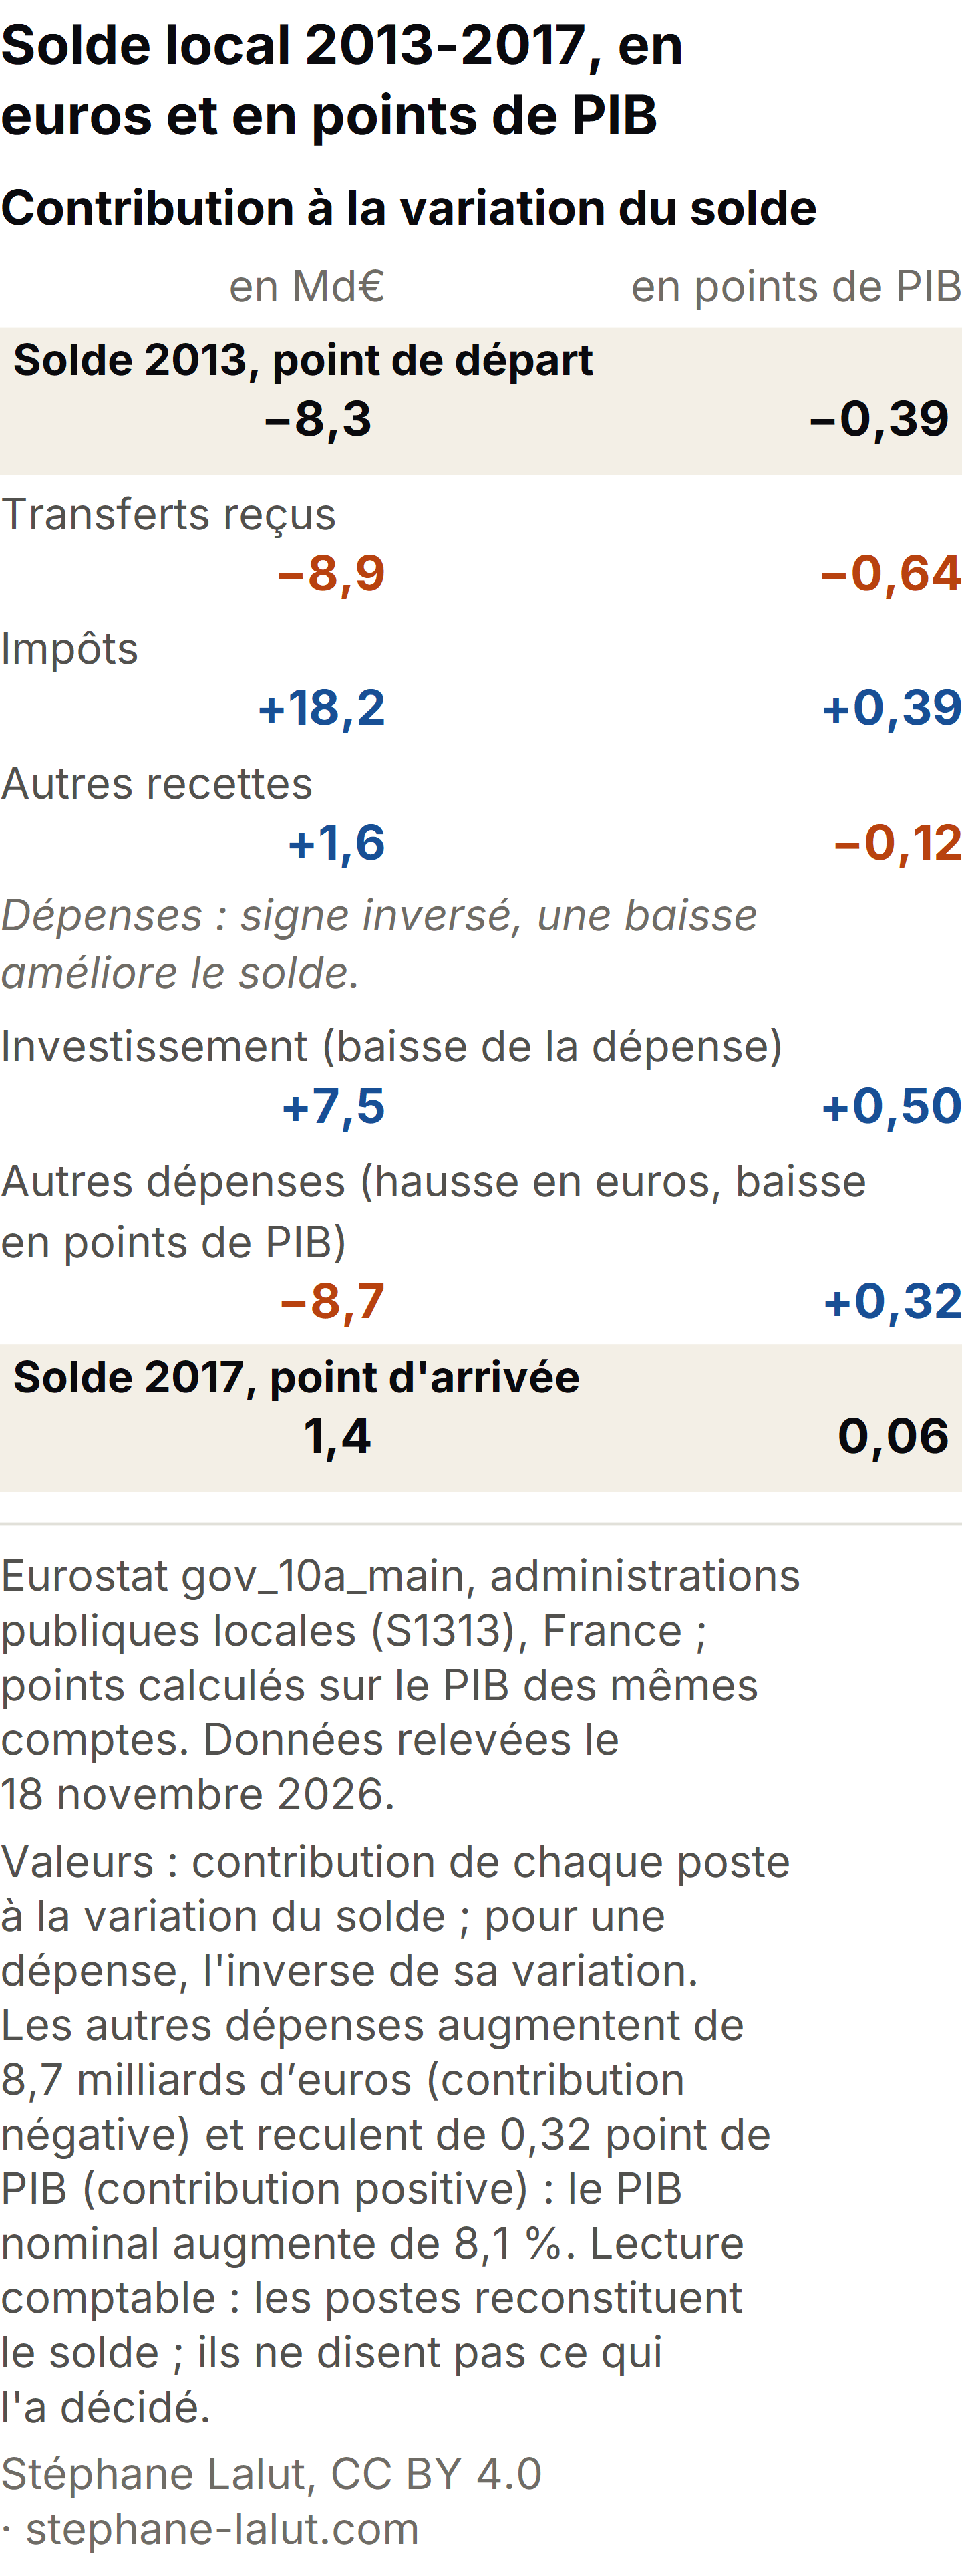 Solde local 2013-2017, en
euros et en points de PIB
Contribution à la variation du solde
en Md€ en points de PIB
Solde 2013, point de départ
−8,3 −0,39
Transferts reçus
−8,9 −0,64
Impôts
+18,2 +0,39
Autres recettes
+1,6 −0,12
Dépenses : signe inversé, une baisse
améliore le solde.
Investissement (baisse de la dépense)
+7,5 +0,50
Autres dépenses (hausse en euros, baisse
en points de PIB)
−8,7 +0,32
Solde 2017, point d'arrivée
1,4 0,06
Eurostat gov_10a_main, administrations
publiques locales (S1313), France ;
points calculés sur le PIB des mêmes
comptes. Données relevées le
18 novembre 2026.
Valeurs : contribution de chaque poste
à la variation du solde ; pour une
dépense, l'inverse de sa variation.
Les autres dépenses augmentent de
8,7 milliards d’euros (contribution
négative) et reculent de 0,32 point de
PIB (contribution positive) : le PIB
nominal augmente de 8,1 %. Lecture
comptable : les postes reconstituent
le solde ; ils ne disent pas ce qui
l'a décidé.
Stéphane Lalut, CC BY 4.0
· stephane-lalut.com